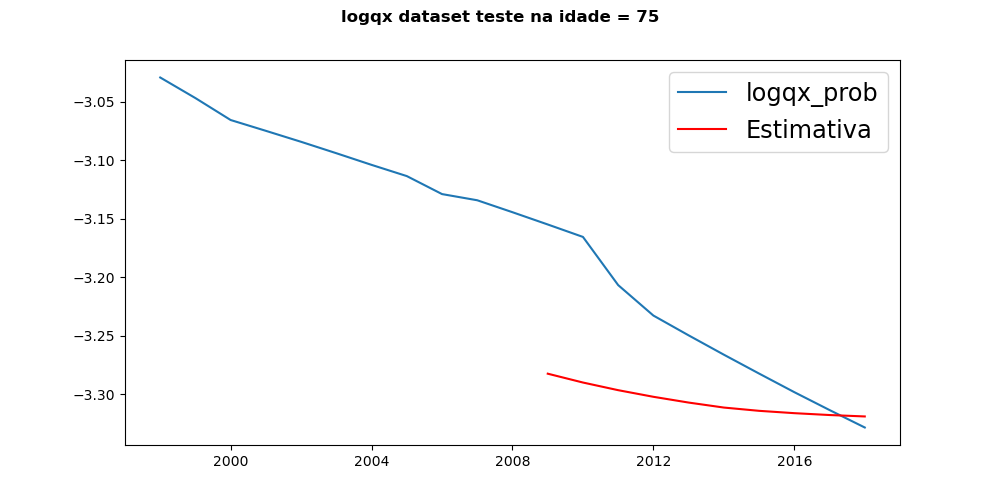 logqx dataset teste na idade = 75
logqx_prob
Estimativa
−3.05
−3.10
−3.15
−3.20
−3.25
−3.30
2000 2004 2008 2012 2016